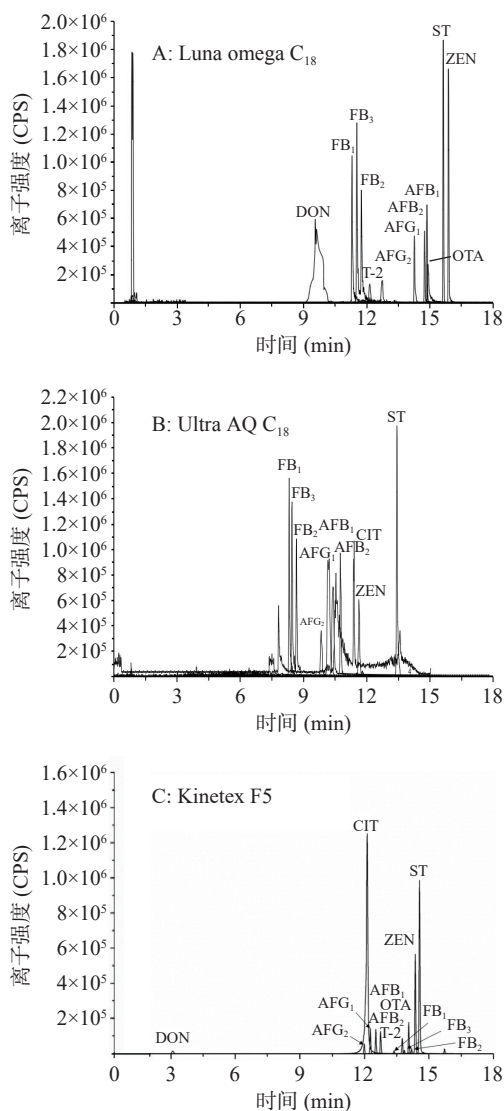 2.0×10⁶
1.8×10⁶
1.6×10⁶
1.4×10⁶
1.2×10⁶
1.0×10⁶
8×10⁵
6×10⁵
4×10⁵
2×10⁵
离子强度 (CPS)
A: Luna omega C₁₈
DON
FB₁
FB₃
FB₂
T-2
AFG₂
AFG₁
AFB₂
AFB₁
OTA
ST
ZEN
0 3 6 9 12 15 18
时间 (min)
2.2×10⁶
2.0×10⁶
1.8×10⁶
1.6×10⁶
1.4×10⁶
1.2×10⁶
1.0×10⁶
8×10⁵
6×10⁵
4×10⁵
2×10⁵
离子强度 (CPS)
B: Ultra AQ C₁₈
FB₁
FB₃
FB₂
AFG₂
AFG₁
AFB₁
AFB₂
CIT
ZEN
ST
0 3 6 9 12 15 18
时间 (min)
1.6×10⁶
1.4×10⁶
1.2×10⁶
1.0×10⁶
8×10⁵
6×10⁵
4×10⁵
2×10⁵
离子强度 (CPS)
C: Kinetex F5
DON
CIT
AFG₁
AFG₂
AFB₁
OTA
AFB₂
T-2
ZEN
ST
FB₁
FB₃
FB₂
0 3 6 9 12 15 18
时间 (min)